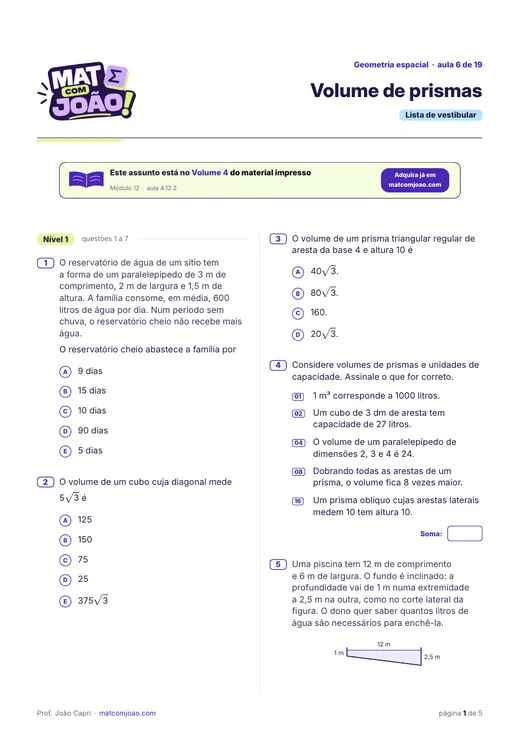 MAT Σ
COM
JOÃO!
Geometria espacial · aula 6 de 19
Volume de prismas
Lista de vestibular
Este assunto está no Volume 4 do material impresso
Módulo 12 · aula 4.12.2
Adquira já em
matcomjoao.com
Nível 1 questões 1 a 7
1 O reservatório de água de um sítio tem
a forma de um paralelepípedo de 3 m de
comprimento, 2 m de largura e 1,5 m de
altura. A família consome, em média, 600
litros de água por dia. Num período sem
chuva, o reservatório cheio não recebe mais
água.
O reservatório cheio abastece a família por
A 9 dias
B 15 dias
C 10 dias
D 90 dias
E 5 dias
2 O volume de um cubo cuja diagonal mede
5√3 é
A 125
B 150
C 75
D 25
E 375√3
3 O volume de um prisma triangular regular de
aresta da base 4 e altura 10 é
A 40√3.
B 80√3.
C 160.
D 20√3.
4 Considere volumes de prismas e unidades de
capacidade. Assinale o que for correto.
01 1 m³ corresponde a 1000 litros.
02 Um cubo de 3 dm de aresta tem
capacidade de 27 litros.
04 O volume de um paralelepípedo de
dimensões 2, 3 e 4 é 24.
08 Dobrando todas as arestas de um
prisma, o volume fica 8 vezes maior.
16 Um prisma oblíquo cujas arestas laterais
medem 10 tem altura 10.
Soma:
5 Uma piscina tem 12 m de comprimento
e 6 m de largura. O fundo é inclinado: a
profundidade vai de 1 m numa extremidade
a 2,5 m na outra, como no corte lateral da
figura. O dono quer saber quantos litros de
água são necessários para enchê-la.
12 m
1 m
2,5 m
Prof. João Capri · matcomjoao.com
página 1 de 5